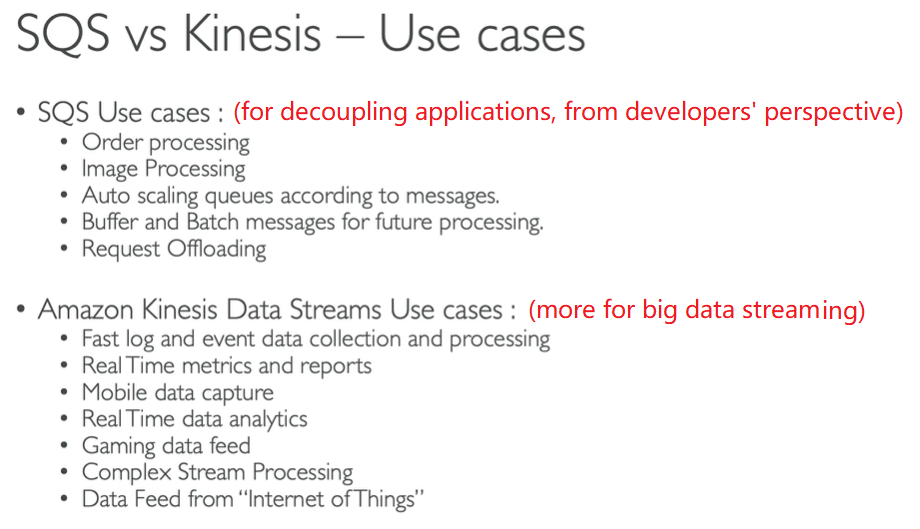 SQS vs Kinesis – Use cases
• SQS Use cases : (for decoupling applications, from developers' perspective)
• Order processing
• Image Processing
• Auto scaling queues according to messages.
• Buffer and Batch messages for future processing.
• Request Offloading
• Amazon Kinesis Data Streams Use cases : (more for big data streaming)
• Fast log and event data collection and processing
• Real Time metrics and reports
• Mobile data capture
• Real Time data analytics
• Gaming data feed
• Complex Stream Processing
• Data Feed from “Internet of Things”